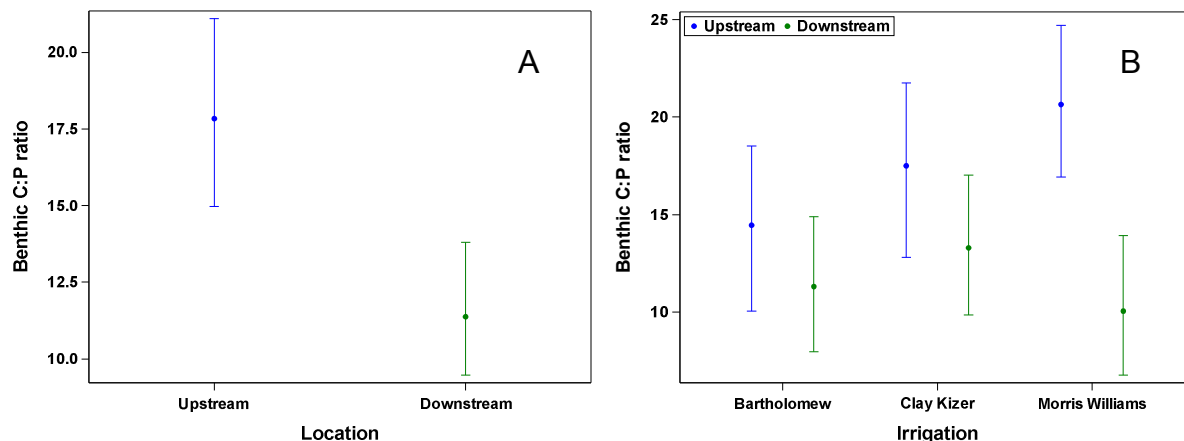 A
Benthic C:P ratio
20.0
17.5
15.0
12.5
10.0
Upstream
Downstream
Location
B
Upstream Downstream
Benthic C:P ratio
25
20
15
10
Bartholomew
Clay Kizer
Morris Williams
Irrigation